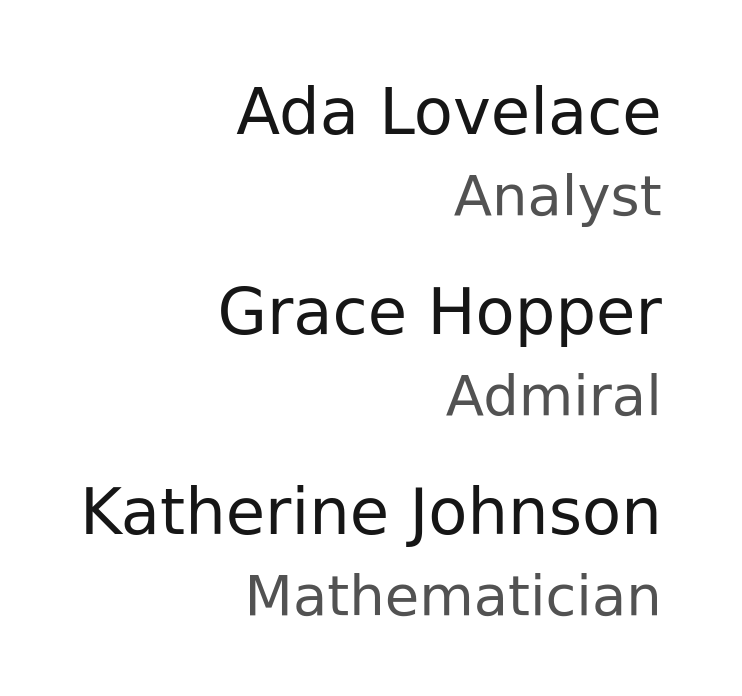 Ada Lovelace
Analyst
Grace Hopper
Admiral
Katherine Johnson
Mathematician